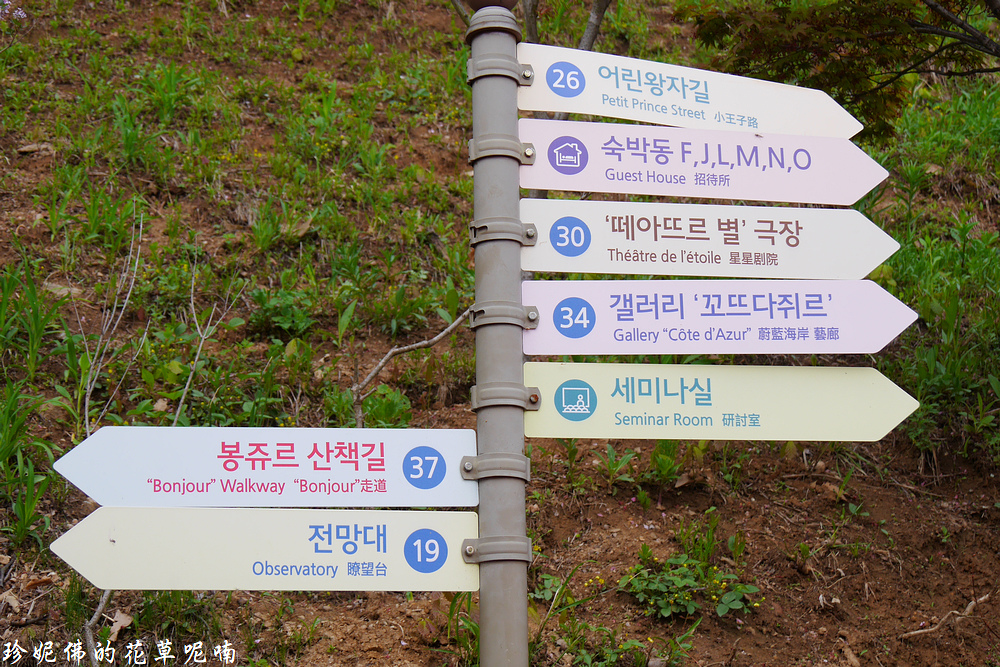 26 어린왕자길
Petit Prince Street 小王子路
숙박동 F,J,L,M,N,O
Guest House 招待所
30 ‘떼아뜨르 별’ 극장
Théâtre de l’étoile 星星剧院
34 갤러리 ‘꼬뜨다쥐르’
Gallery “Côte d’Azur” 蔚藍海岸 藝廊
세미나실
Seminar Room 研討室
봉쥬르 산책길 37
“Bonjour” Walkway “Bonjour”走道
전망대 19
Observatory 瞭望台
珍妮佛的花草呢喃